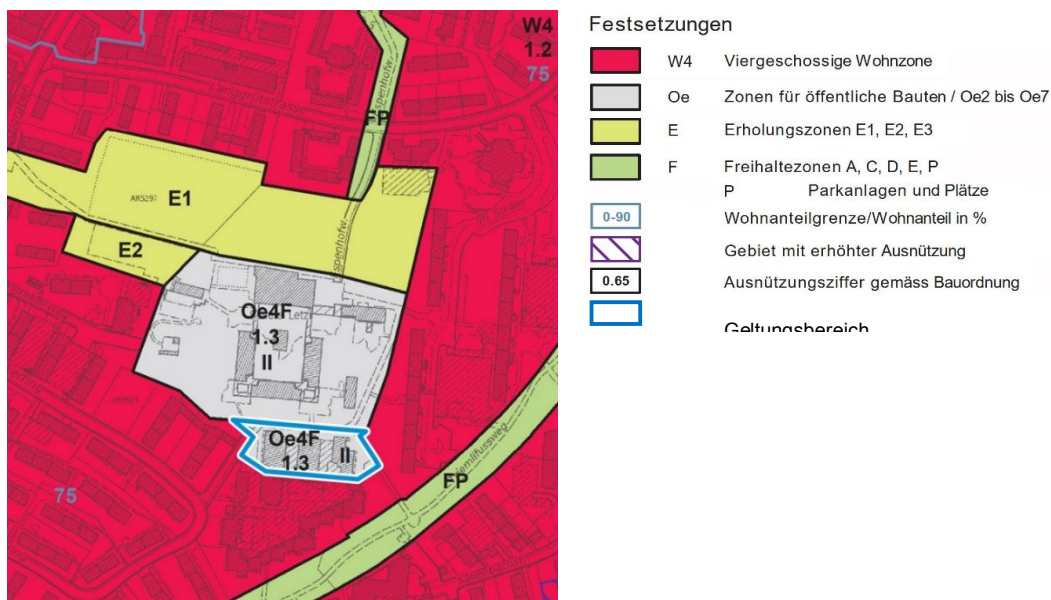 W4
1.2
75
FP
AR5297
E1
E2
Oe4F
1.3
II
Oe4F
1.3
II
75
FP
Festsetzungen
W4 Viergeschossige Wohnzone
Oe Zonen für öffentliche Bauten / Oe2 bis Oe7
E Erholungszonen E1, E2, E3
F Freihaltezonen A, C, D, E, P
P Parkanlagen und Plätze
0-90 Wohnanteilgrenze/Wohnanteil in %
Gebiet mit erhöhter Ausnützung
0.65 Ausnützungsziffer gemäss Bauordnung
Geltungsbereich